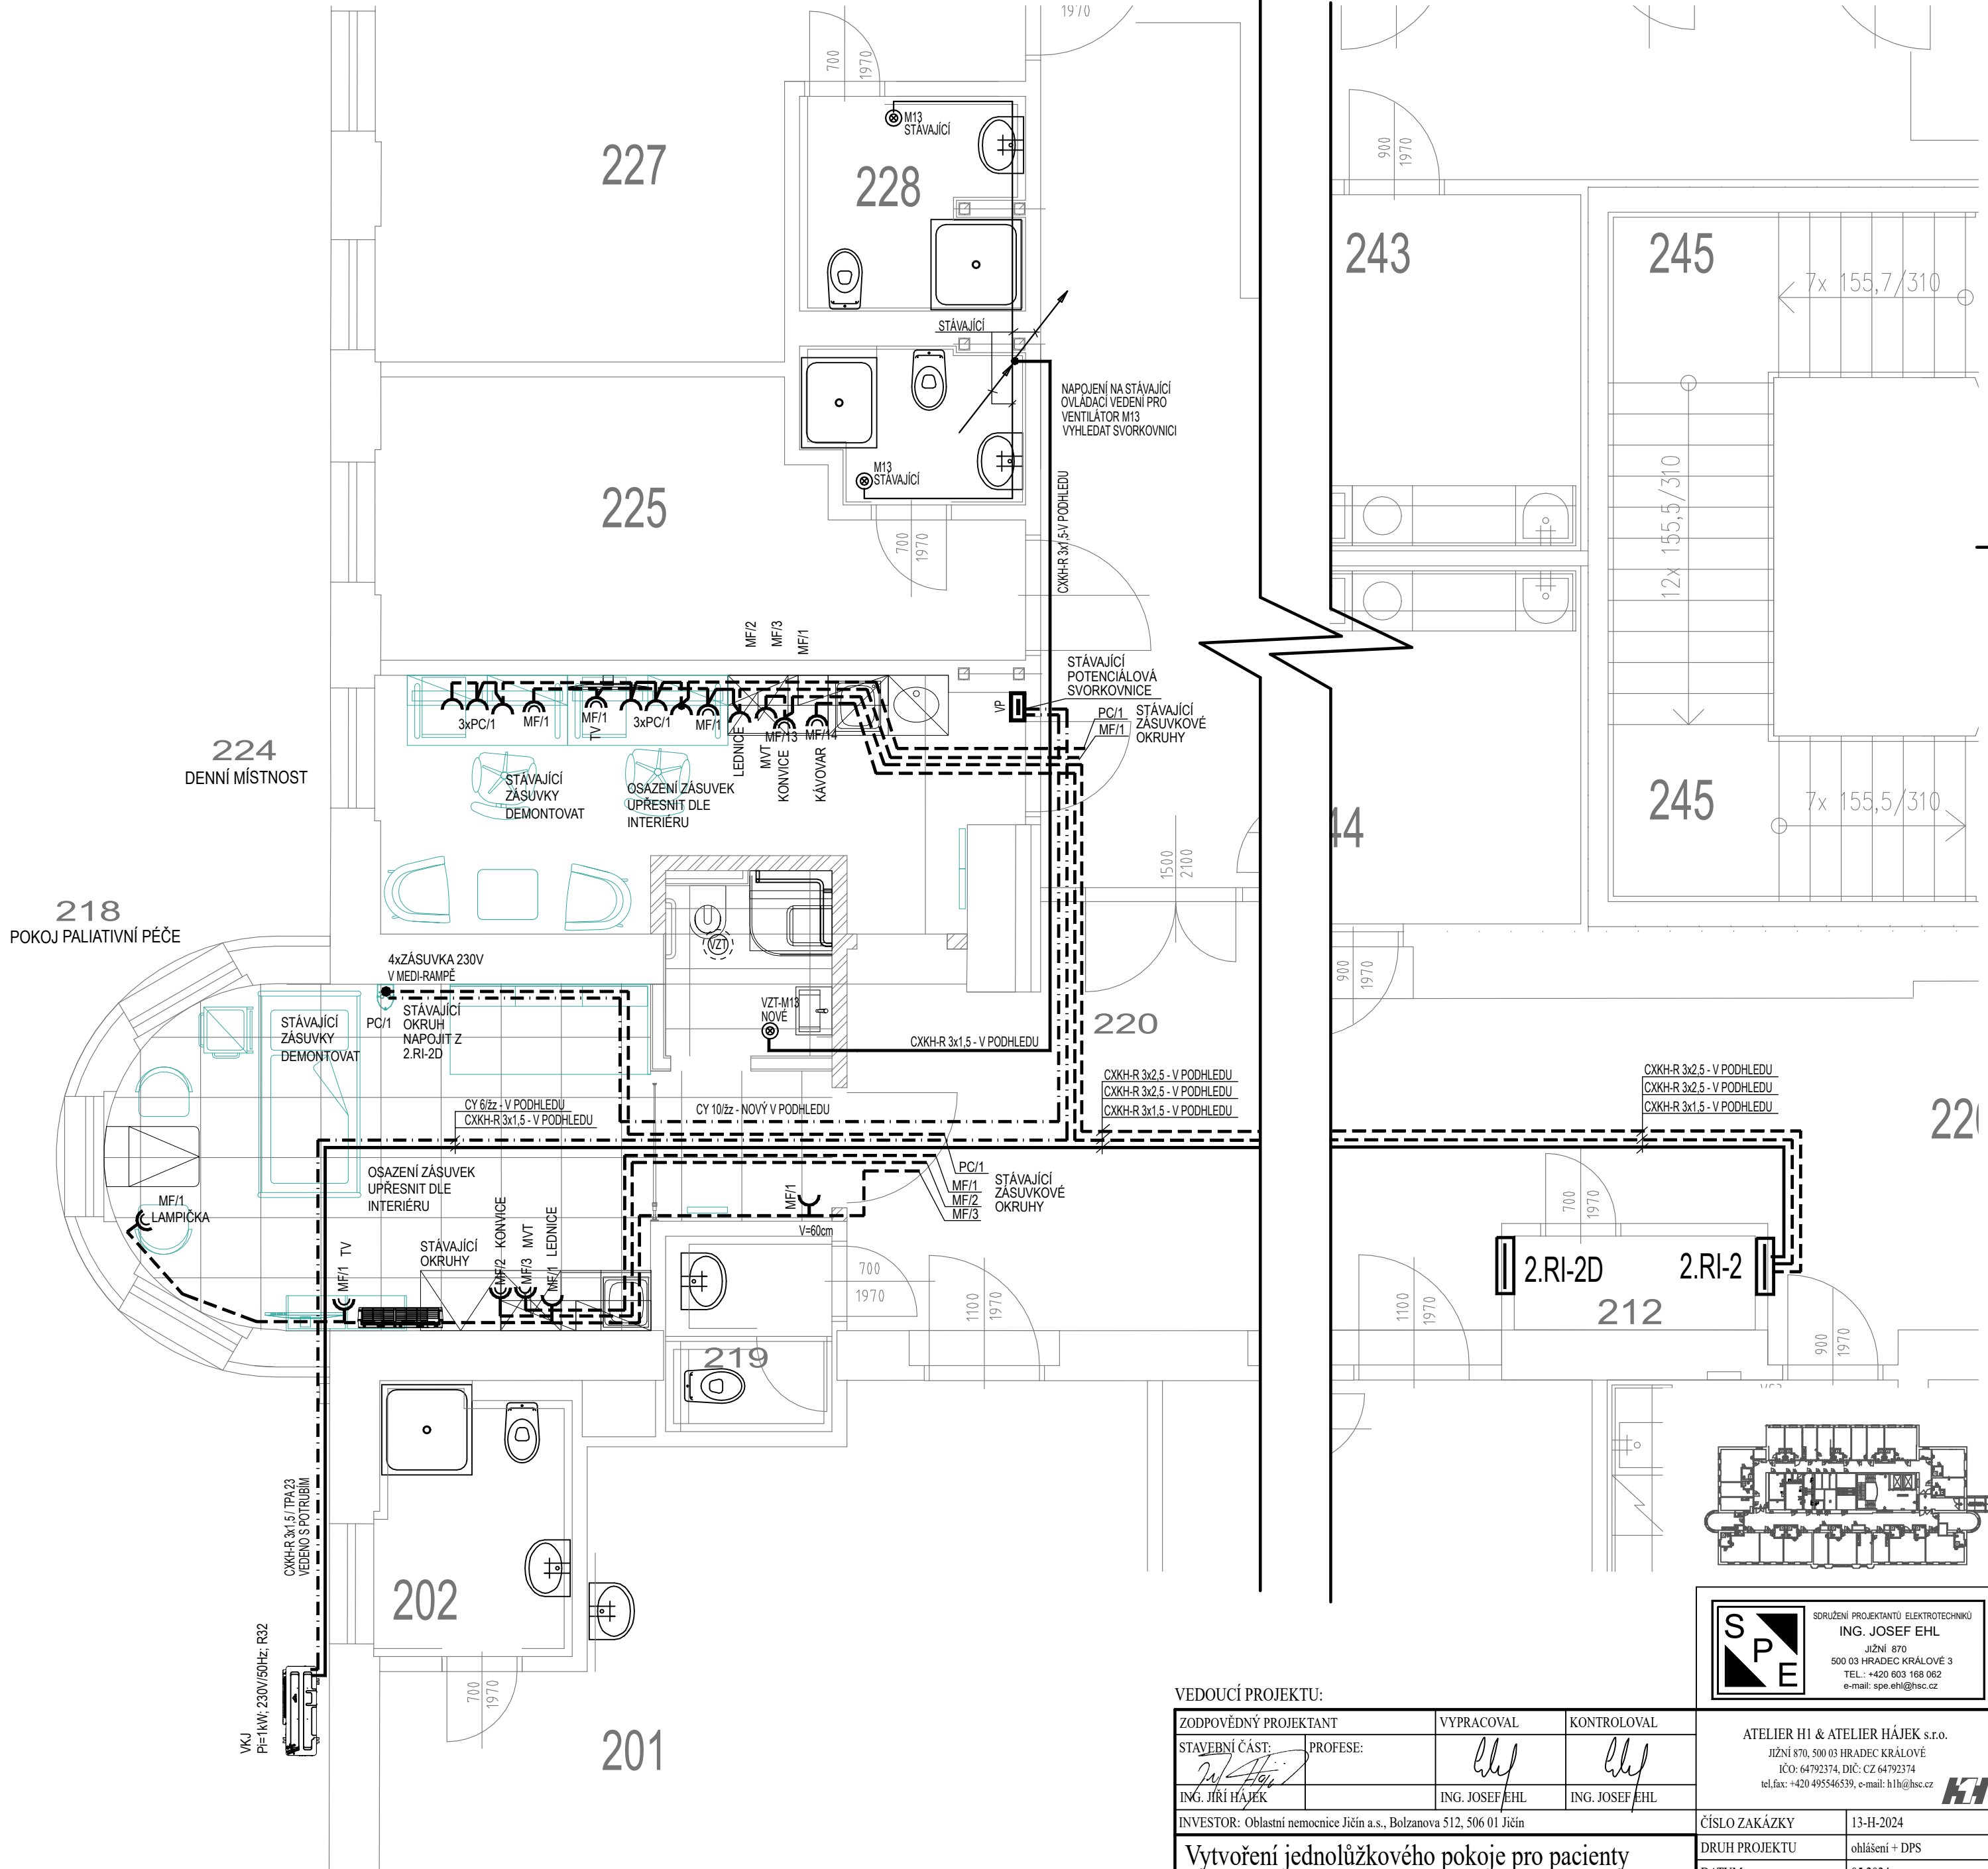 1970
700
1970
M13
STÁVAJÍCÍ
227
228
900
1970
243
245
7x 155,7/310
STÁVAJÍCÍ
NAPOJENÍ NA STÁVAJÍCÍ
OVLÁDACÍ VEDENÍ PRO
VENTILÁTOR M13
VYHLEDAT SVORKOVNICI
M13
STÁVAJÍCÍ
225
700
1970
CXKH-R 3x1,5-V PODHLEDU
12x 155,5/310
MF/2
MF/3
MF/1
STÁVAJÍCÍ
POTENCIÁLOVÁ
SVORKOVNICE
VP
PC/1
MF/1
STÁVAJÍCÍ
ZÁSUVKOVÉ
OKRUHY
3xPC/1
MF/1
MF/1
TV
3xPC/1
MF/1
LEDNICE
MVT
MF/13
KONVICE
MF/14
KÁVOVAR
224
DENNÍ MÍSTNOST
STÁVAJÍCÍ
ZÁSUVKY
DEMONTOVAT
OSAZENÍ ZÁSUVEK
UPŘESNIT DLE
INTERIÉRU
245
7x 155,5/310
44
1500
2100
218
POKOJ PALIATIVNÍ PÉČE
4xZÁSUVKA 230V
V MEDI-RAMPĚ
VZT
900
1970
PC/1
STÁVAJÍCÍ
OKRUH
NAPOJIT Z
2.RI-2D
STÁVAJÍCÍ
ZÁSUVKY
DEMONTOVAT
VZT-M13
NOVÉ
220
CXKH-R 3x1,5 - V PODHLEDU
CXKH-R 3x2,5 - V PODHLEDU
CXKH-R 3x2,5 - V PODHLEDU
CXKH-R 3x1,5 - V PODHLEDU
CXKH-R 3x2,5 - V PODHLEDU
CXKH-R 3x2,5 - V PODHLEDU
CXKH-R 3x1,5 - V PODHLEDU
CY 6/žz - V PODHLEDU
CXKH-R 3x1,5 - V PODHLEDU
CY 10/žz - NOVÝ V PODHLEDU
220
OSAZENÍ ZÁSUVEK
UPŘESNIT DLE
INTERIÉRU
PC/1
MF/1
MF/2
MF/3
STÁVAJÍCÍ
ZÁSUVKOVÉ
OKRUHY
MF/1
V=60cm
MF/1
LAMPIČKA
MF/1 TV
STÁVAJÍCÍ
OKRUHY
MF/2 KONVICE
MF/3 MVT
MF/1 LEDNICE
700
1970
700
1970
2.RI-2D
2.RI-2
212
1100
1970
1100
1970
900
1970
219
CXKH-R 3x1,5 / TPA 23
VEDENO S POTRUBÍM
202
700
1970
201
VKJ
Pi=1kW; 230V/50Hz; R32
S P E
SDRUŽENÍ PROJEKTANTŮ ELEKTROTECHNIKŮ
ING. JOSEF EHL
JIŽNÍ 870
500 03 HRADEC KRÁLOVÉ 3
TEL.: +420 603 168 062
e-mail: spe.ehl@hsc.cz
VEDOUCÍ PROJEKTU:
ZODPOVĚDNÝ PROJEKTANT
VYPRACOVAL
KONTROLOVAL
STAVEBNÍ ČÁST:
PROFESE:
ING. JIŘÍ HÁJEK
ING. JOSEF EHL
ING. JOSEF EHL
ATELIER H1 & ATELIER HÁJEK s.r.o.
JIŽNÍ 870, 500 03 HRADEC KRÁLOVÉ
IČO: 64792374, DIČ: CZ 64792374
tel,fax: +420 495546539, e-mail: h1h@hsc.cz
INVESTOR: Oblastní nemocnice Jičín a.s., Bolzanova 512, 506 01 Jičín
ČÍSLO ZAKÁZKY 13-H-2024
Vytvoření jednolůžkového pokoje pro pacienty
DRUH PROJEKTU ohlášení + DPS